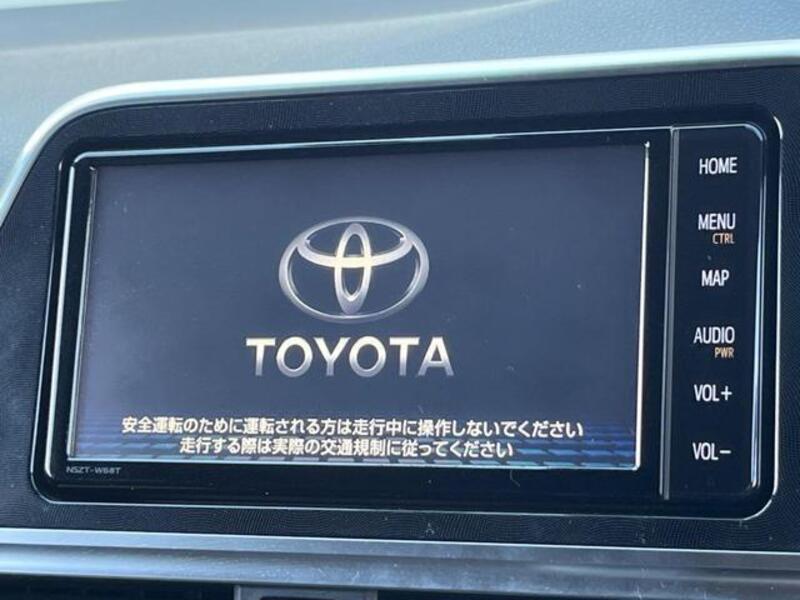 TOYOTA
安全運転のために運転される方は走行中に操作しないでください
走行する際は実際の交通規制に従ってください
NSZT-W68T
HOME
MENU
CTRL
MAP
AUDIO
PWR
VOL+
VOL-